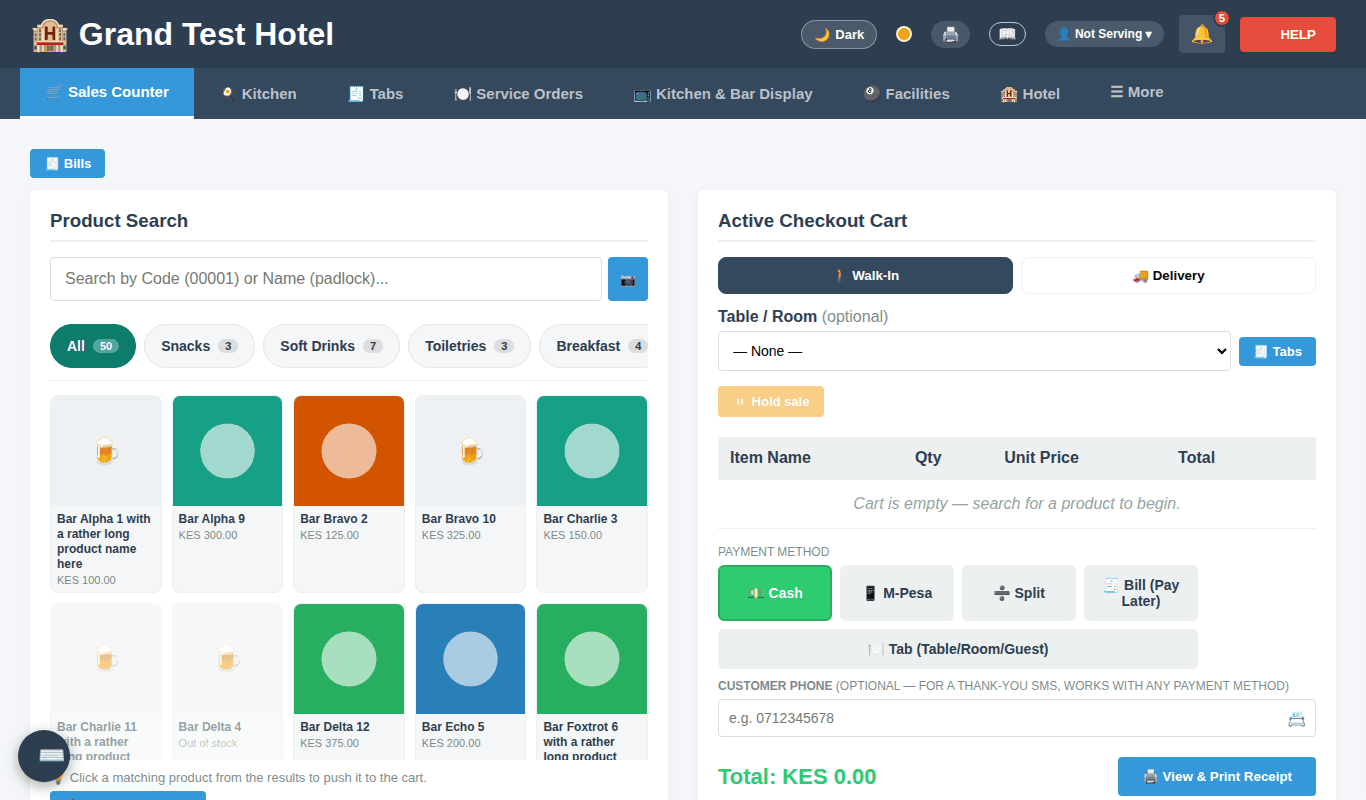 Grand Test Hotel
Dark
Not Serving ▾
5
HELP
Sales Counter
Kitchen
Tabs
Service Orders
Kitchen & Bar Display
Facilities
Hotel
☰ More
Bills
Product Search
Search by Code (00001) or Name (padlock)...
All 50
Snacks 3
Soft Drinks 7
Toiletries 3
Breakfast 4
Bar Alpha 1 with
a rather long
product name
here
KES 100.00
Bar Alpha 9
KES 300.00
Bar Bravo 2
KES 125.00
Bar Bravo 10
KES 325.00
Bar Charlie 3
KES 150.00
Bar Charlie 11
with a rather
long product
Bar Delta 4
Out of stock
Bar Delta 12
KES 375.00
Bar Echo 5
KES 200.00
Bar Foxtrot 6
with a rather
long product
Click a matching product from the results to push it to the cart.
Active Checkout Cart
Walk-In
Delivery
Table / Room (optional)
— None —
Tabs
Hold sale
Item Name Qty Unit Price Total
Cart is empty — search for a product to begin.
PAYMENT METHOD
Cash
M-Pesa
Split
Bill (Pay
Later)
Tab (Table/Room/Guest)
CUSTOMER PHONE (OPTIONAL — FOR A THANK-YOU SMS, WORKS WITH ANY PAYMENT METHOD)
e.g. 0712345678
Total: KES 0.00
View & Print Receipt